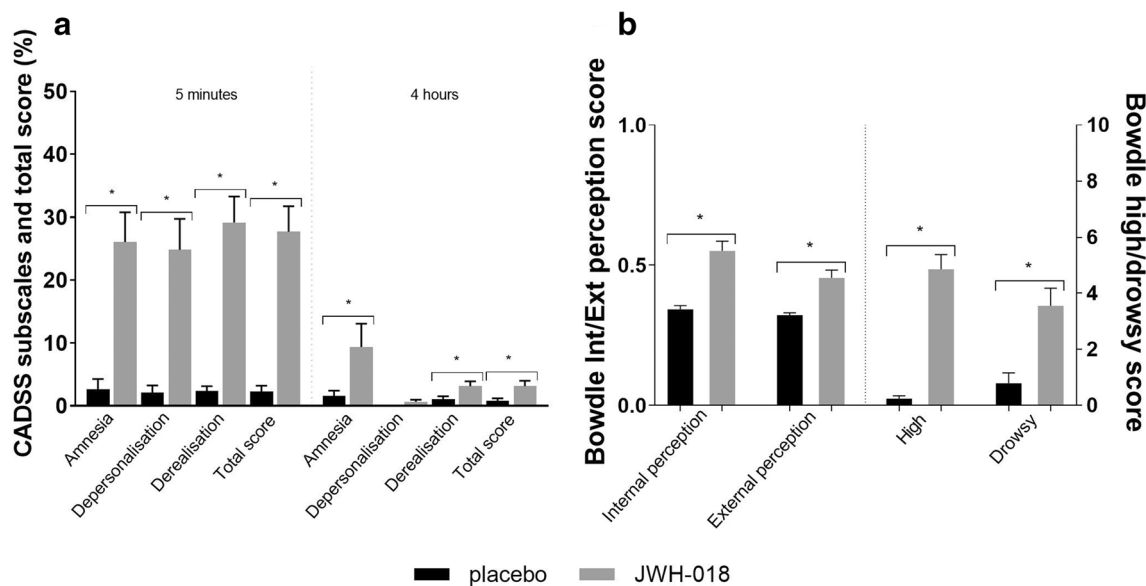 a
CADSS subscales and total score (%)
50
40
30
20
10
0
5 minutes
4 hours
*
*
*
*
*
*
*
Amnesia
Depersonalisation
Derealisation
Total score
Amnesia
Depersonalisation
Derealisation
Total score
b
Bowdle Int/Ext perception score
1.0
0.5
0.0
*
*
*
*
Internal perception
External perception
High
Drowsy
10
8
6
4
2
0
Bowdle high/drowsy score
placebo
JWH-018